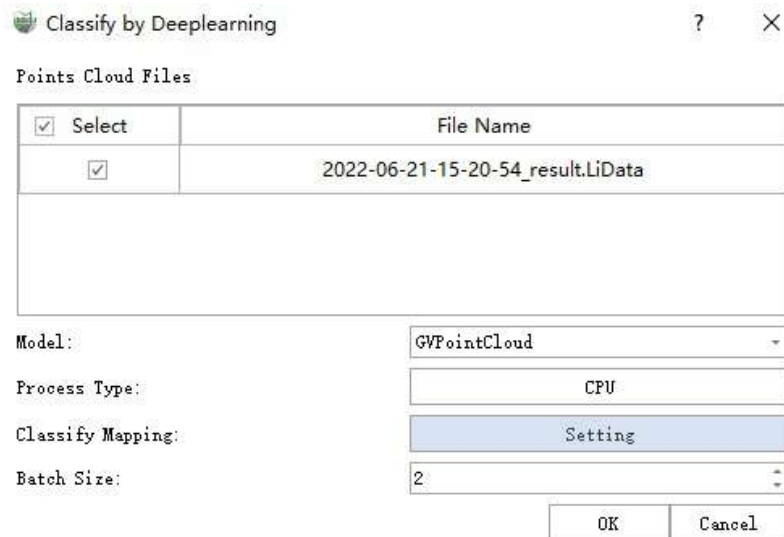 Classify by Deeplearning ? ×
Points Cloud Files
Select File Name
2022-06-21-15-20-54_result.LiData
Model: GVPointCloud
Process Type: CPU
Classify Mapping: Setting
Batch Size: 2
OK Cancel